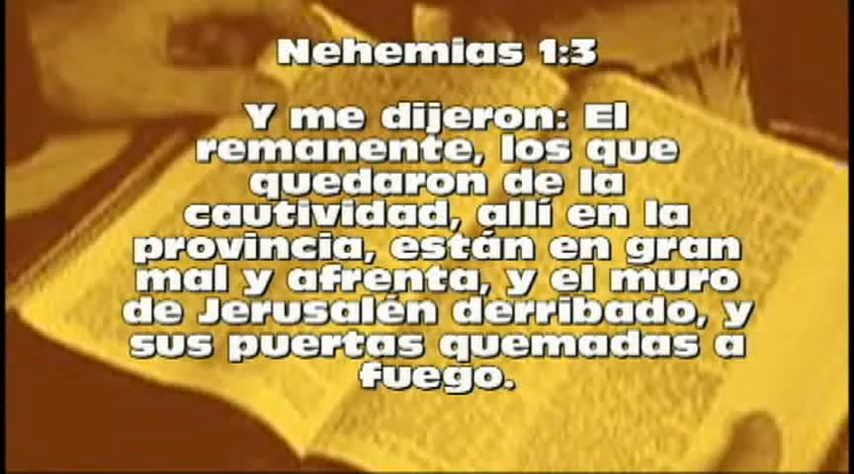 Nehemias 1:3
Y me dijeron: El
remanente, los que
quedaron de la
cautividad, allí en la
provincia, están en gran
mal y afrenta, y el muro
de Jerusalén derribado, y
sus puertas quemadas a
fuego.